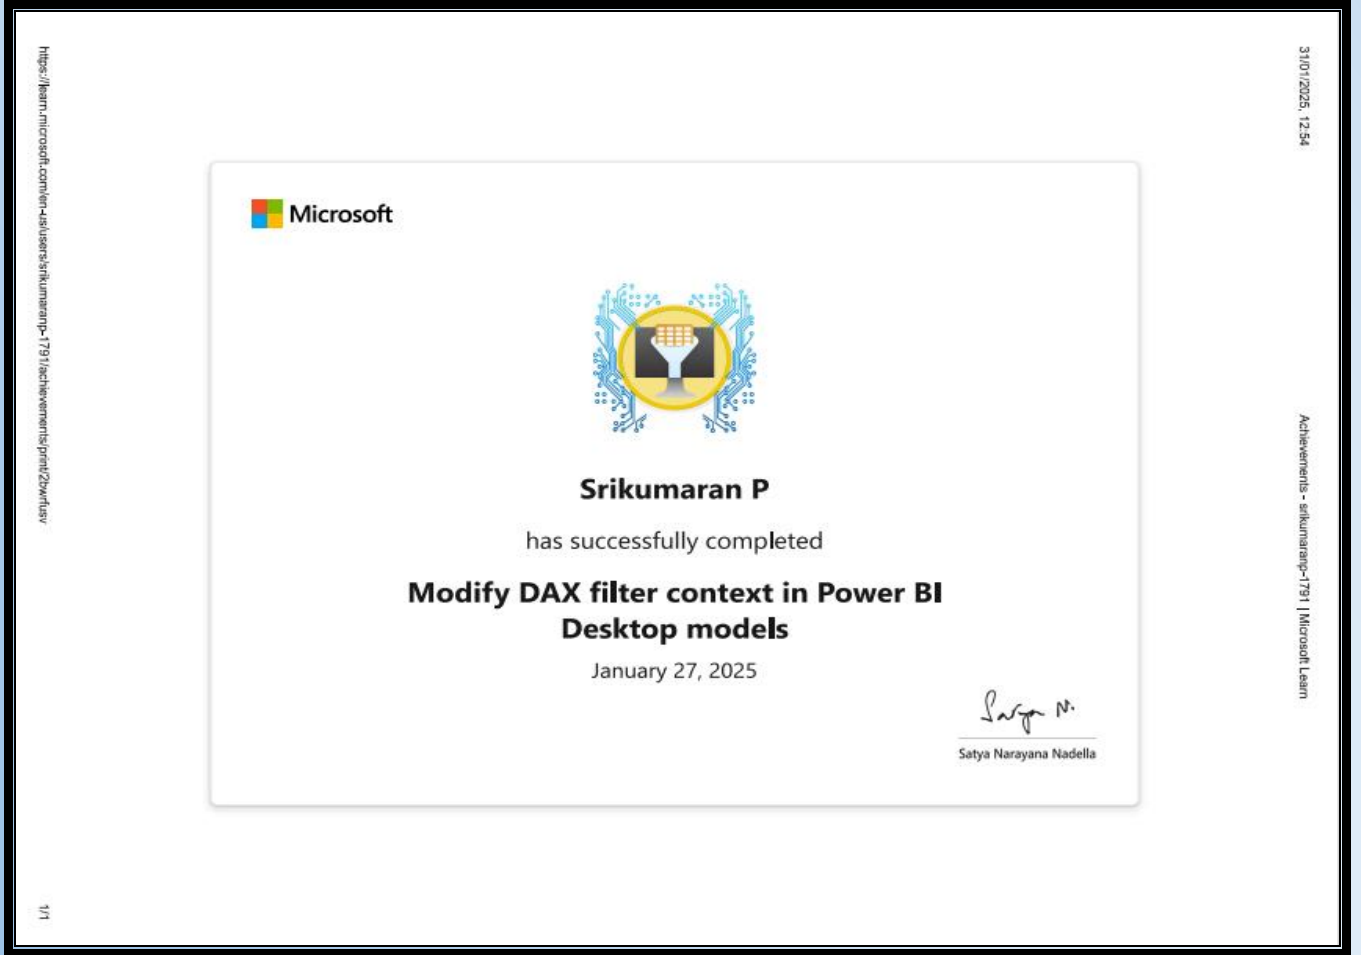 31/01/2025, 12:54
Achievements - srikumaranp-1791 | Microsoft Learn
Microsoft
Srikumaran P
has successfully completed
Modify DAX filter context in Power BI
Desktop models
January 27, 2025
Satya N.
Satya Narayana Nadella
https://learn.microsoft.com/en-us/users/srikumaranp-1791/achievements/print/2bwrfusv
1/1